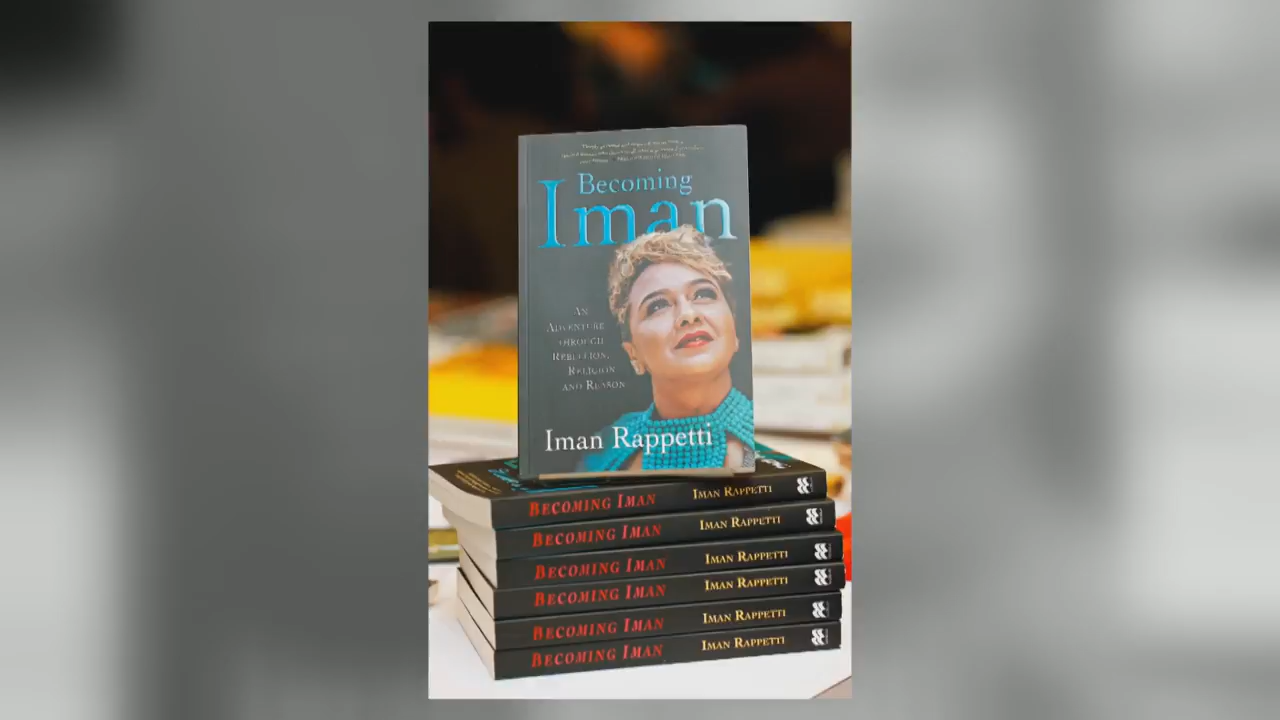 Becoming
Iman
AN
ADVENTURE
THROUGH
REBELLION,
RELIGION
AND REASON
Iman Rappetti
BECOMING IMAN IMAN RAPPETTI
BECOMING IMAN IMAN RAPPETTI
BECOMING IMAN IMAN RAPPETTI
BECOMING IMAN IMAN RAPPETTI
BECOMING IMAN IMAN RAPPETTI
BECOMING IMAN IMAN RAPPETTI